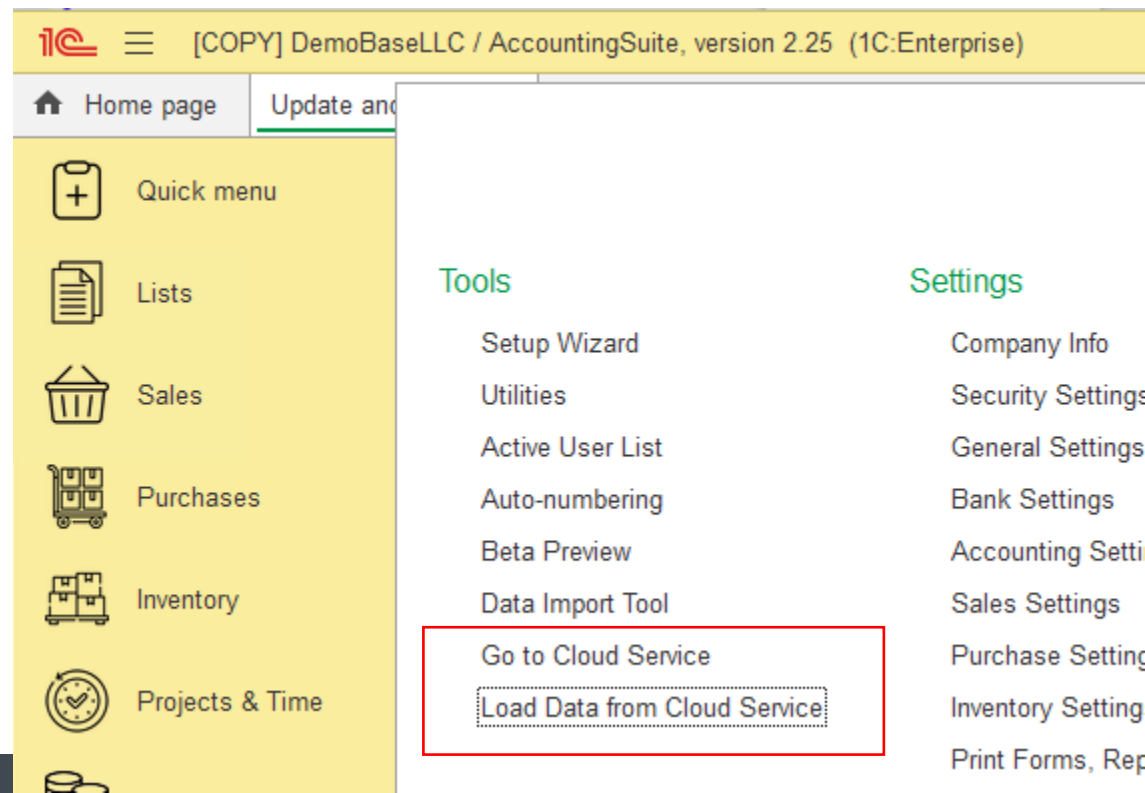 1C [COPY] DemoBaseLLC / AccountingSuite, version 2.25 (1C:Enterprise)
Home page Update and
Quick menu
Lists
Sales
Purchases
Inventory
Projects & Time
Tools
Setup Wizard
Utilities
Active User List
Auto-numbering
Beta Preview
Data Import Tool
Go to Cloud Service
Load Data from Cloud Service
Settings
Company Info
Security Settings
General Settings
Bank Settings
Accounting Setti
Sales Settings
Purchase Setting
Inventory Setting
Print Forms, Rep